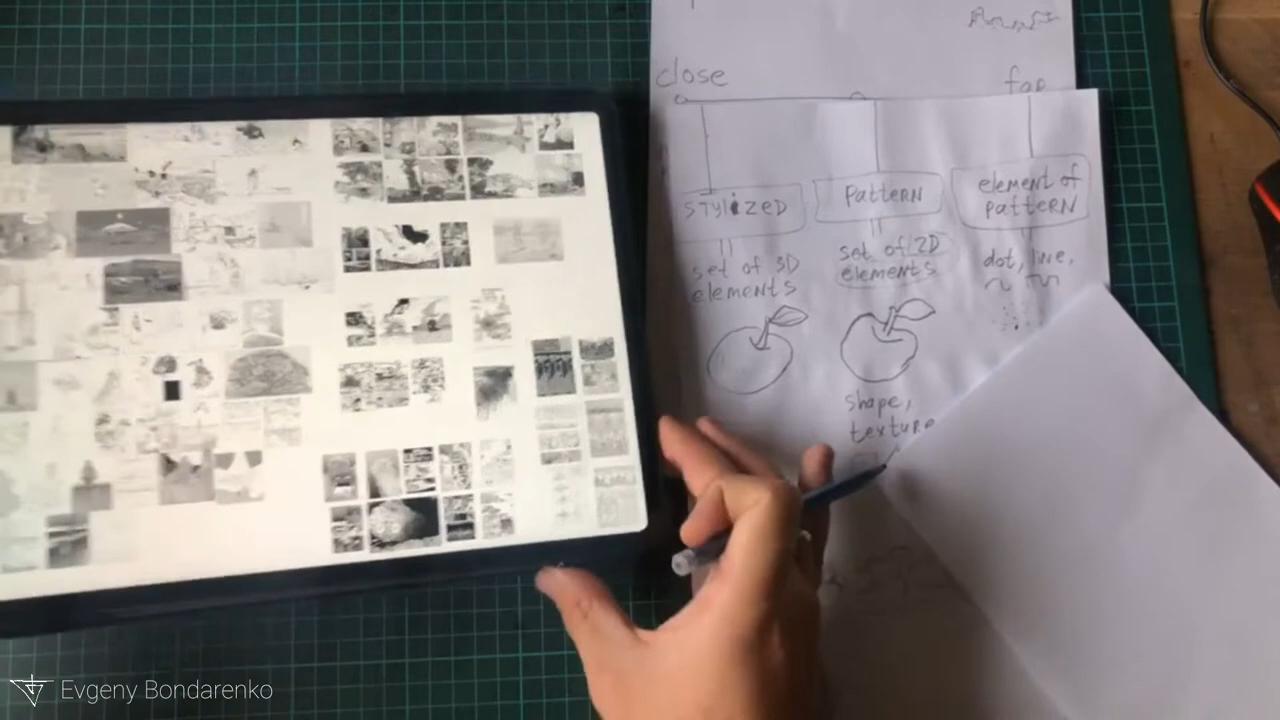 close
far
STYLIZED
PATTERN
element of
PATTERN
set of 3D
elements
set of 2D
elements
dot, line,
shape,
texture
Evgeny Bondarenko